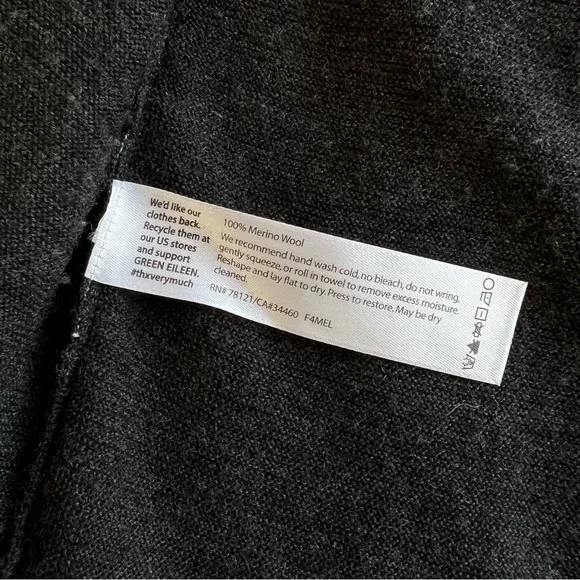 We'd like our
clothes back.
Recycle them at
our US stores
and support
GREEN EILEEN.
#thxverymuch
100% Merino Wool
We recommend hand wash cold, no bleach, do not wring,
gently squeeze, or roll in towel to remove excess moisture.
Reshape and lay flat to dry. Press to restore. May be dry
cleaned.
RN# 78121/CA#34460 F4MEL